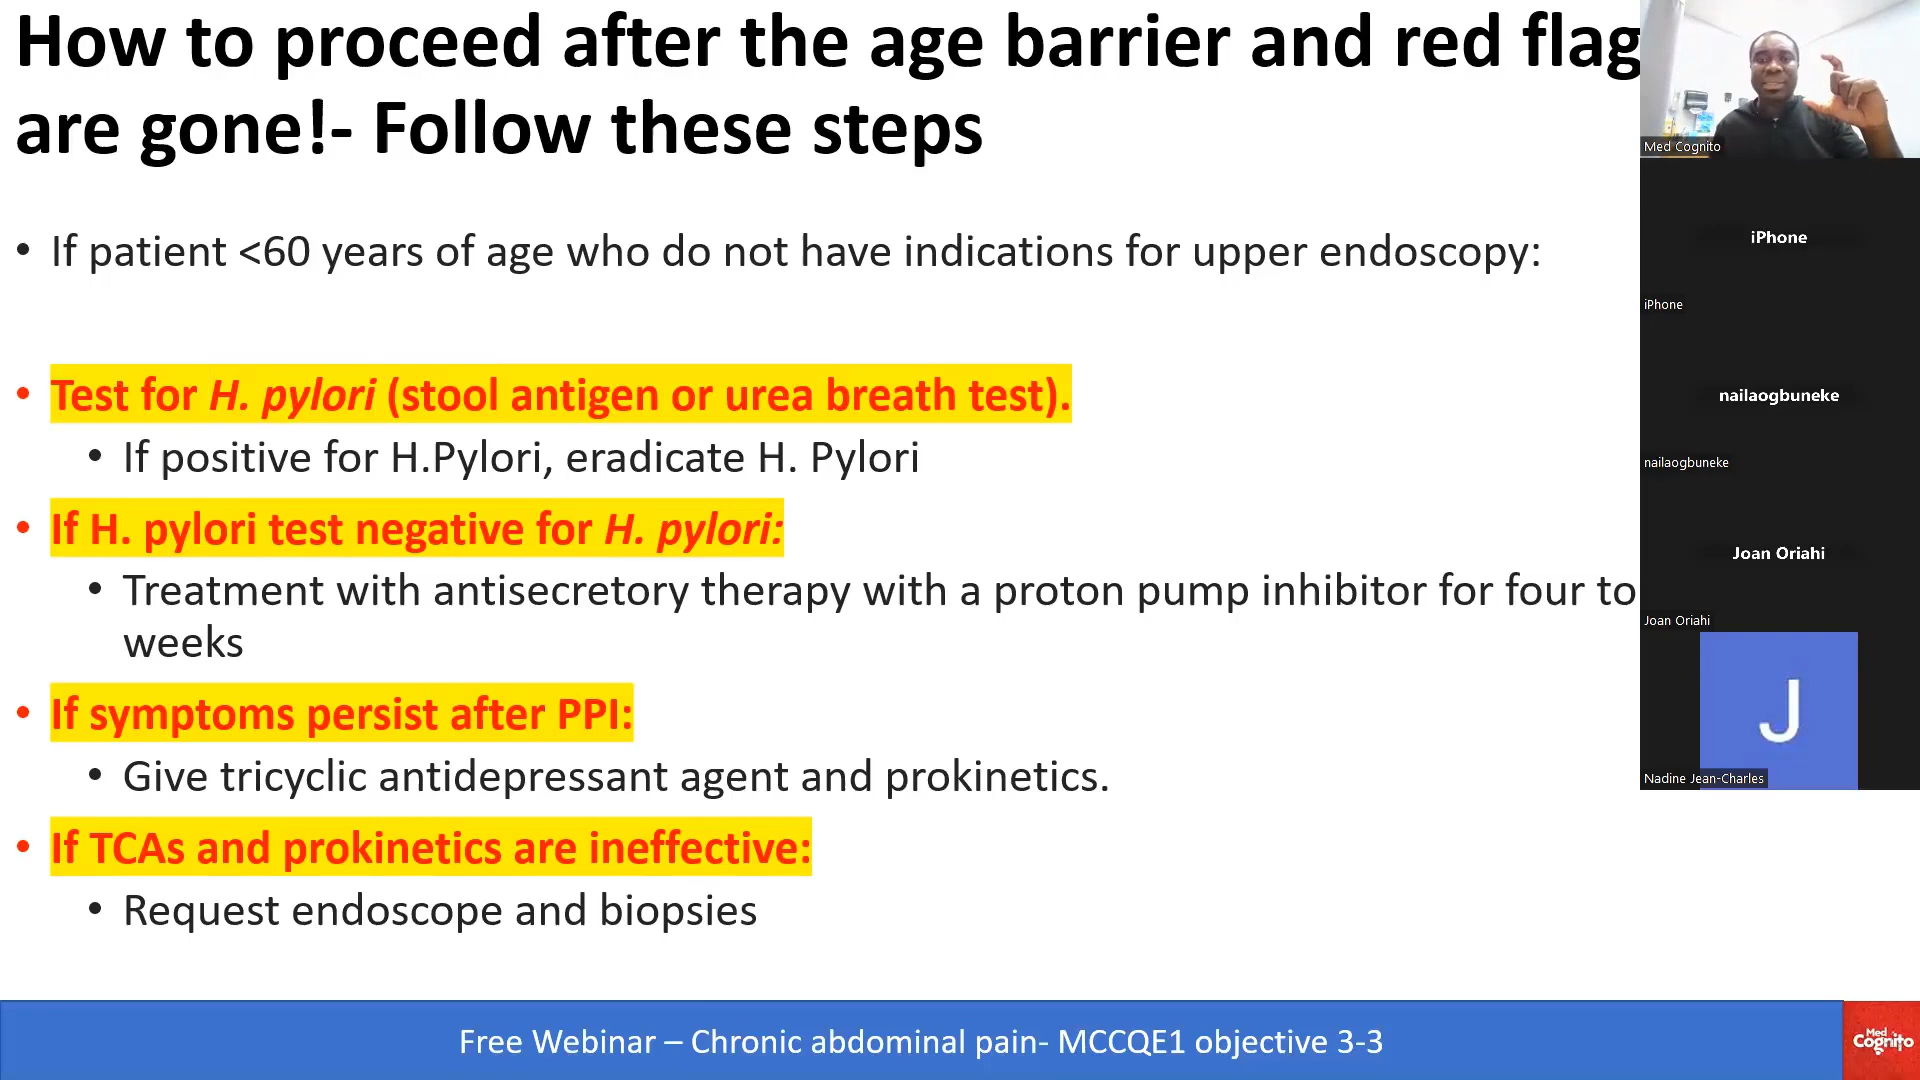 How to proceed after the age barrier and red flag
are gone!- Follow these steps
• If patient <60 years of age who do not have indications for upper endoscopy:
• Test for H. pylori (stool antigen or urea breath test).
• If positive for H.Pylori, eradicate H. Pylori
• If H. pylori test negative for H. pylori:
• Treatment with antisecretory therapy with a proton pump inhibitor for four to
weeks
• If symptoms persist after PPI:
• Give tricyclic antidepressant agent and prokinetics.
• If TCAs and prokinetics are ineffective:
• Request endoscope and biopsies
Free Webinar – Chronic abdominal pain- MCCQE1 objective 3-3
Med
Cognito
Med Cognito
iPhone
iPhone
nailaogbuneke
nailaogbuneke
Joan Oriahi
Joan Oriahi
J
Nadine Jean-Charles